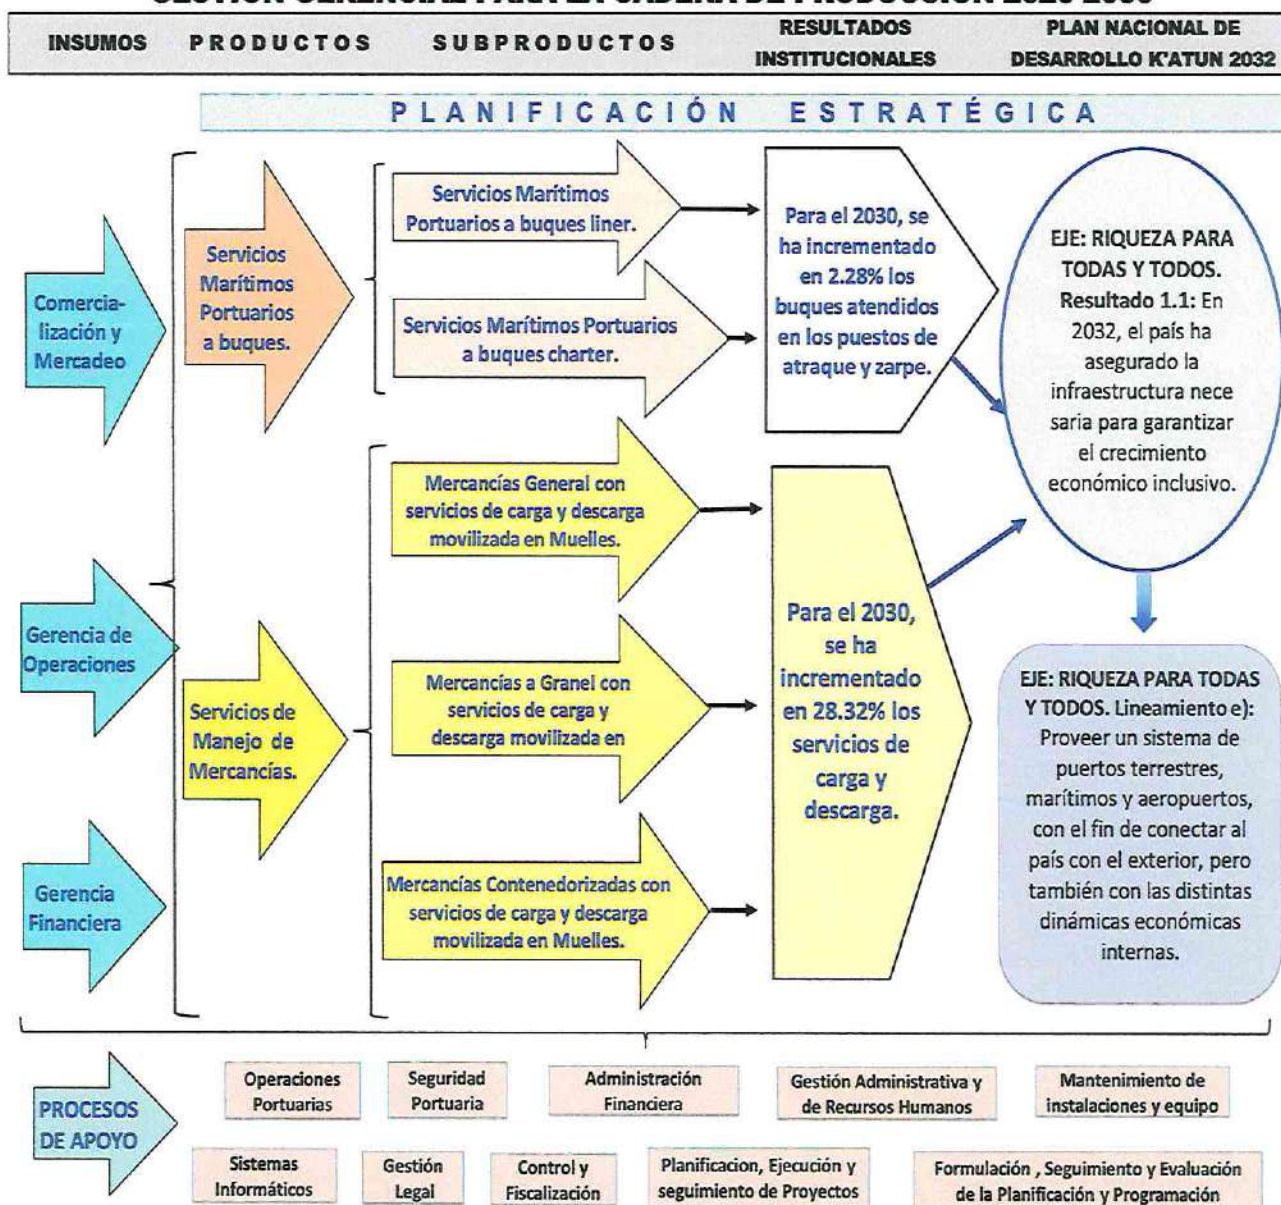 INSUMOS
PRODUCTOS
SUBPRODUCTOS
RESULTADOS
INSTITUCIONALES
PLAN NACIONAL DE
DESARROLLO K'ATUN 2032
PLANIFICACIÓN ESTRATÉGICA
Comercia-
lización y
Mercadeo
Gerencia de
Operaciones
Gerencia
Financiera
Servicios
Marítimos
Portuarios
a buques.
Servicios de
Manejo de
Mercancías.
Servicios Marítimos
Portuarios a buques liner.
Servicios Marítimos Portuarios
a buques charter.
Mercancías General con
servicios de carga y descarga
movilizada en Muelles.
Mercancías a Granel con
servicios de carga y
descarga movilizada en
Mercancías Contenedorizadas con
servicios de carga y descarga
movilizada en Muelles.
Para el 2030, se
ha incrementado
en 2.28% los
buques atendidos
en los puestos de
atraque y zarpe.
Para el 2030,
se ha
incrementado
en 28.32% los
servicios de
carga y
descarga.
EJE: RIQUEZA PARA
TODAS Y TODOS.
Resultado 1.1: En
2032, el país ha
asegurado la
infraestructura nece
saria para garantizar
el crecimiento
económico inclusivo.
EJE: RIQUEZA PARA TODAS
Y TODOS. Lineamiento e):
Proveer un sistema de
puertos terrestres,
marítimos y aeropuertos,
con el fin de conectar al
país con el exterior, pero
también con las distintas
dinámicas económicas
internas.
PROCESOS
DE APOYO
Operaciones
Portuarias
Seguridad
Portuaria
Administración
Financiera
Gestión Administrativa y
de Recursos Humanos
Mantenimiento de
instalaciones y equipo
Sistemas
Informáticos
Gestión
Legal
Control y
Fiscalización
Planificacion, Ejecución y
seguimiento de Proyectos
Formulación , Seguimiento y Evaluación
de la Planificación y Programación